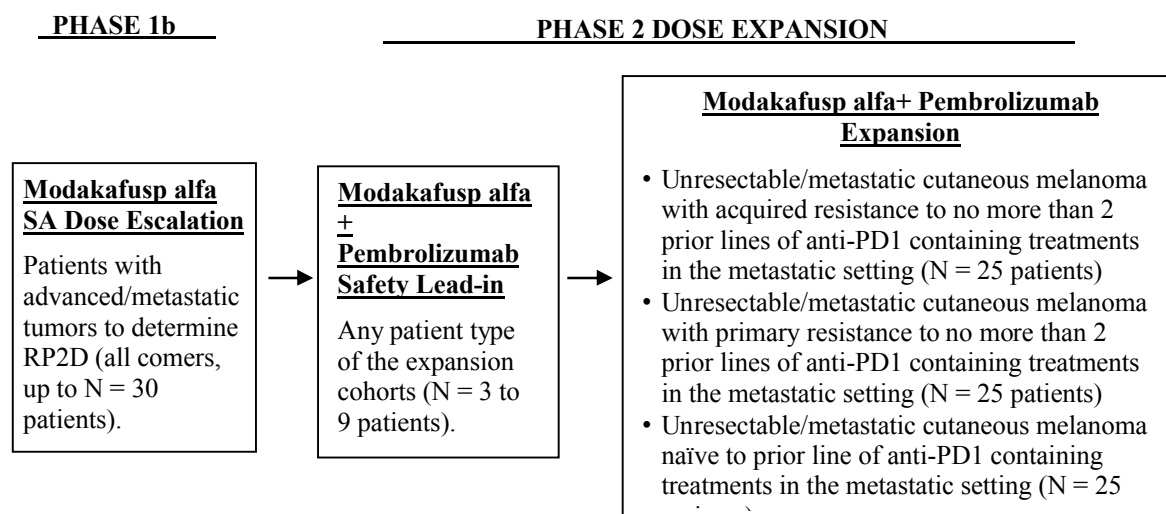 PHASE 1b
PHASE 2 DOSE EXPANSION
Modakafusp alfa
SA Dose Escalation
Patients with
advanced/metastatic
tumors to determine
RP2D (all comers,
up to N = 30
patients).
Modakafusp alfa
+
Pembrolizumab
Safety Lead-in
Any patient type
of the expansion
cohorts (N = 3 to
9 patients).
Modakafusp alfa+ Pembrolizumab
Expansion
• Unresectable/metastatic cutaneous melanoma
with acquired resistance to no more than 2
prior lines of anti-PD1 containing treatments
in the metastatic setting (N = 25 patients)
• Unresectable/metastatic cutaneous melanoma
with primary resistance to no more than 2
prior lines of anti-PD1 containing treatments
in the metastatic setting (N = 25 patients)
• Unresectable/metastatic cutaneous melanoma
naïve to prior line of anti-PD1 containing
treatments in the metastatic setting (N = 25